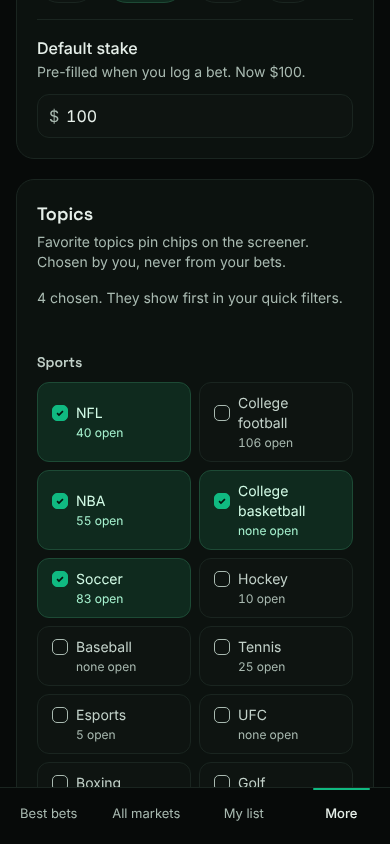 Default stake
Pre-filled when you log a bet. Now $100.
$ 100
Topics
Favorite topics pin chips on the screener.
Chosen by you, never from your bets.
4 chosen. They show first in your quick filters.
Sports
NFL
40 open
College
football
106 open
NBA
55 open
College
basketball
none open
Soccer
83 open
Hockey
10 open
Baseball
none open
Tennis
25 open
Esports
5 open
UFC
none open
Boxing
Golf
Best bets
All markets
My list
More